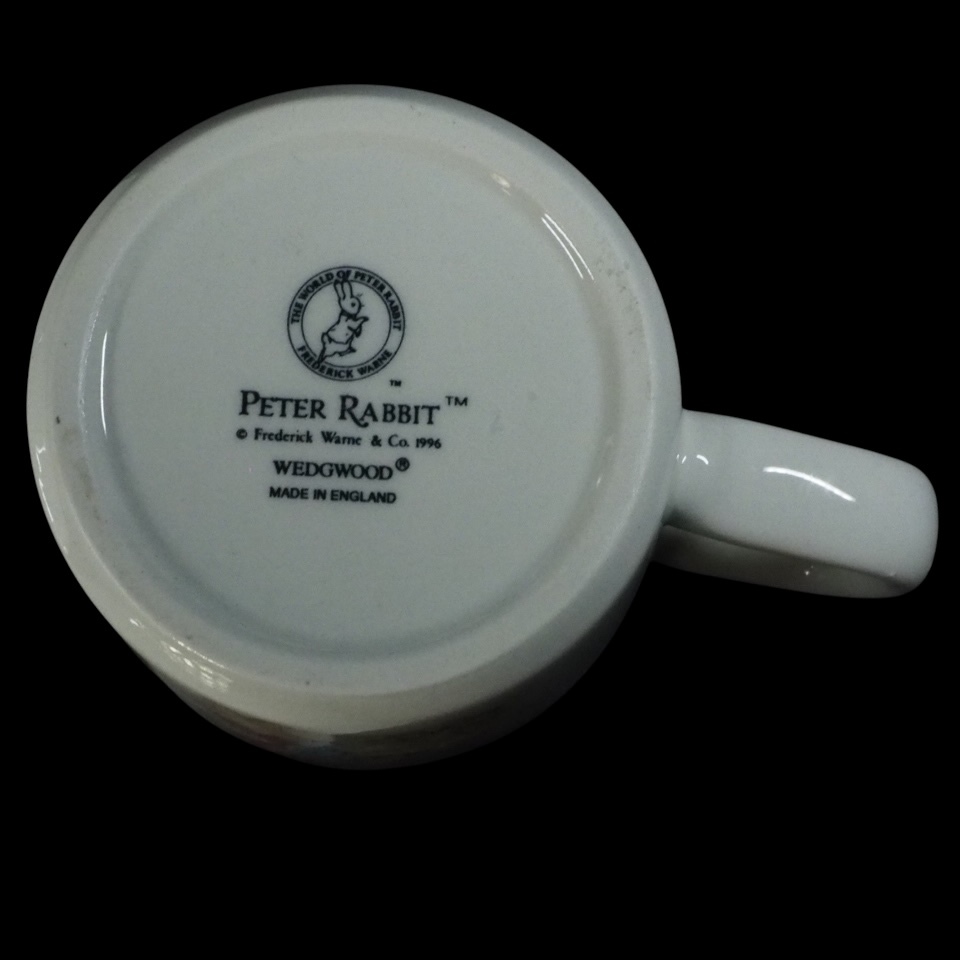 THE WORLD OF PETER RABBIT
FREDERICK WARNE
™
PETER RABBIT™
© Frederick Warne & Co. 1996
WEDGWOOD®
MADE IN ENGLAND